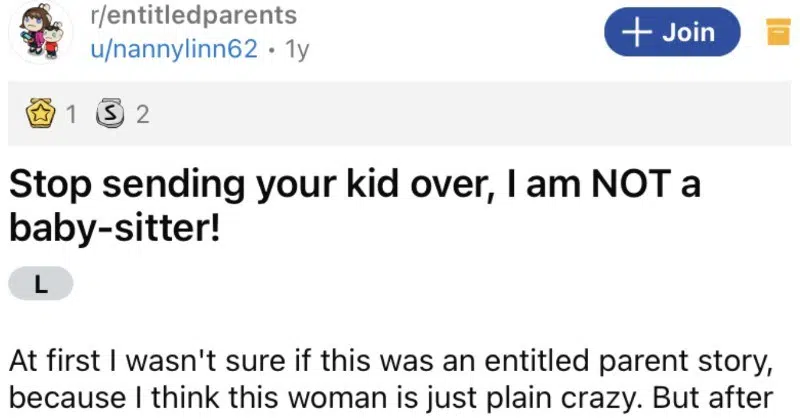 r/entitledparents
u/nannylinn62 • 1y
Join
1 S 2
Stop sending your kid over, I am NOT a
baby-sitter!
L
At first I wasn't sure if this was an entitled parent story,
because I think this woman is just plain crazy. But after